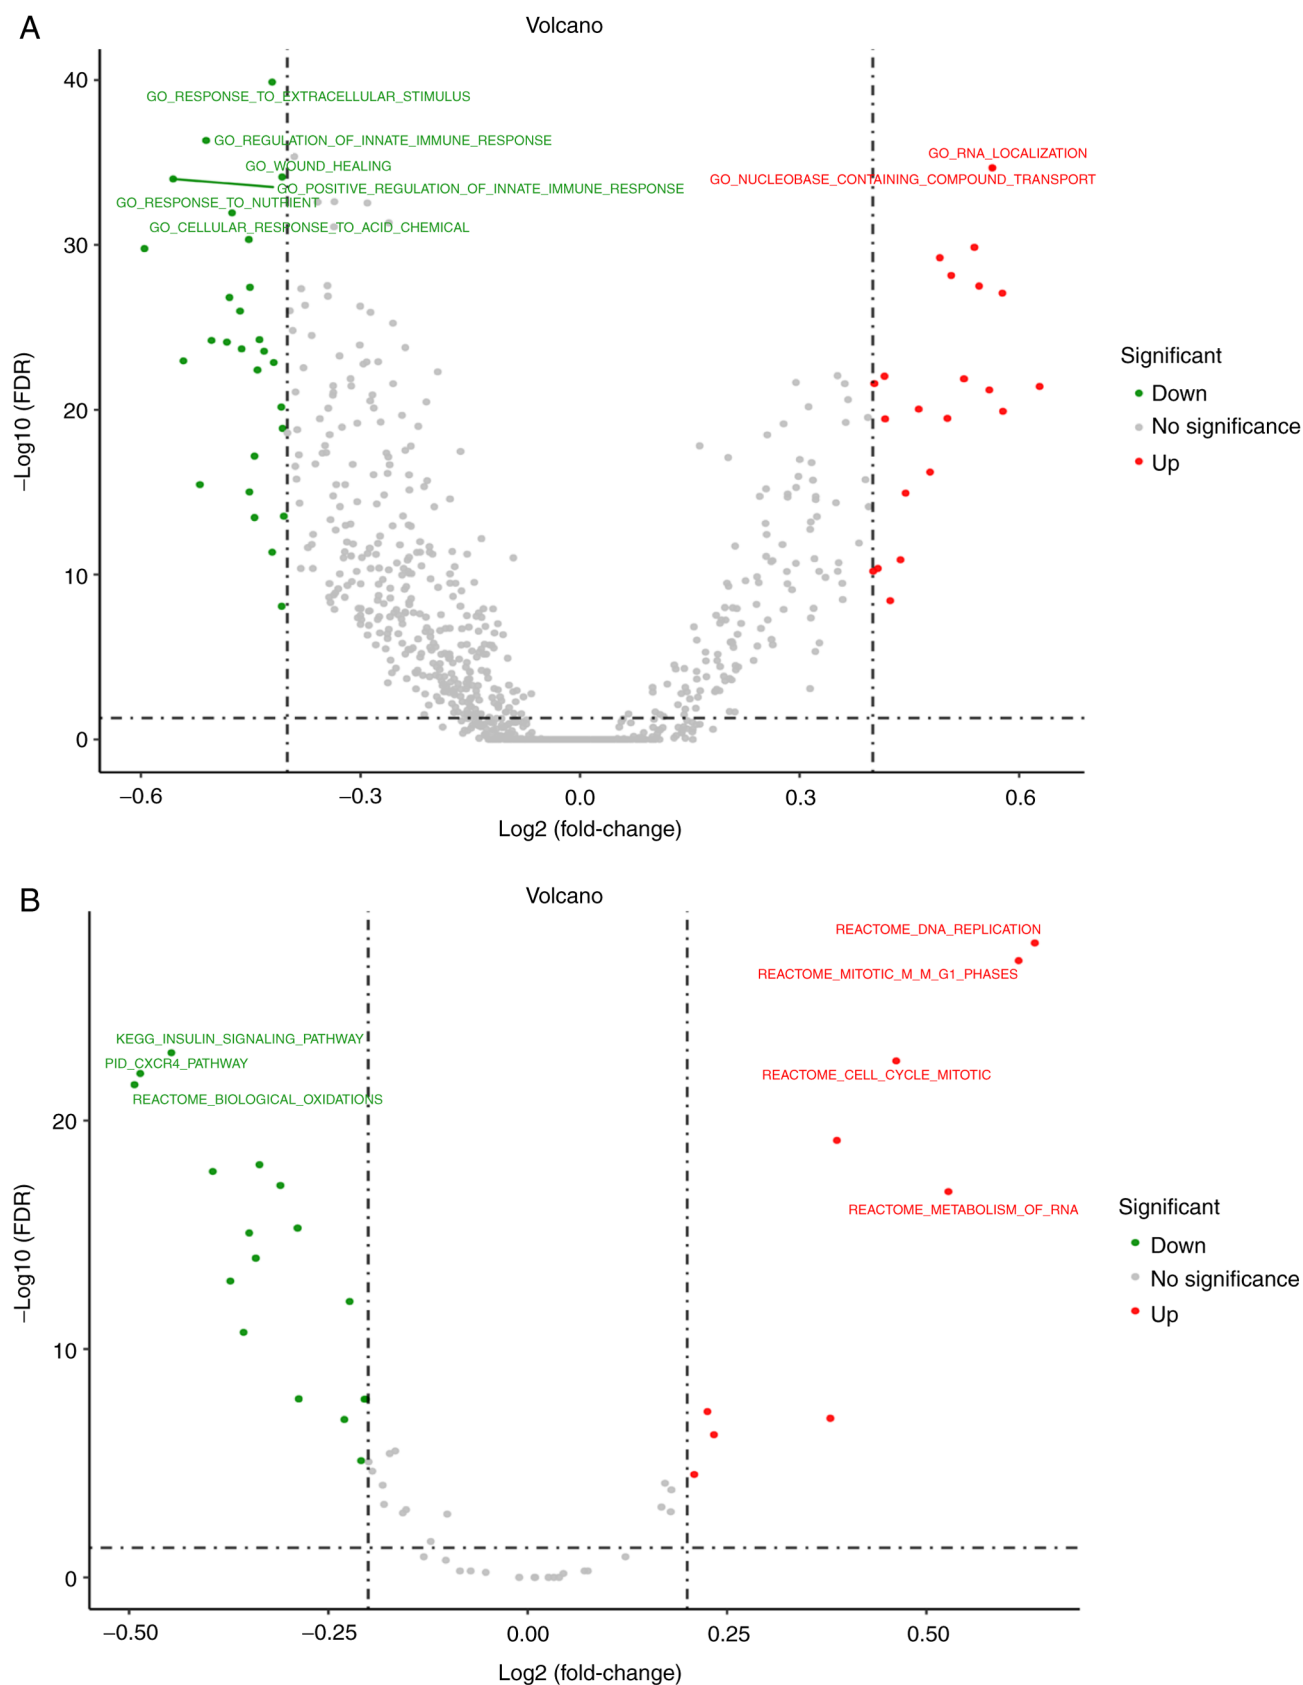 A
Volcano
40
GO_RESPONSE_TO_EXTRACELLULAR_STIMULUS
GO_REGULATION_OF_INNATE_IMMUNE_RESPONSE
GO_RNA_LOCALIZATION
GO_WOUND_HEALING
GO_NUCLEOBASE_CONTAINING_COMPOUND_TRANSPORT
GO_POSITIVE_REGULATION_OF_INNATE_IMMUNE_RESPONSE
GO_RESPONSE_TO_NUTRIENT
GO_CELLULAR_RESPONSE_TO_ACID_CHEMICAL
30
20
10
0
–Log10 (FDR)
Significant
Down
No significance
Up
–0.6
–0.3
0.0
0.3
0.6
Log2 (fold-change)
B
Volcano
REACTOME_DNA_REPLICATION
REACTOME_MITOTIC_M_M_G1_PHASES
KEGG_INSULIN_SIGNALING_PATHWAY
PID_CXCR4_PATHWAY
REACTOME_CELL_CYCLE_MITOTIC
REACTOME_BIOLOGICAL_OXIDATIONS
20
REACTOME_METABOLISM_OF_RNA
10
0
–Log10 (FDR)
Significant
Down
No significance
Up
–0.50
–0.25
0.00
0.25
0.50
Log2 (fold-change)